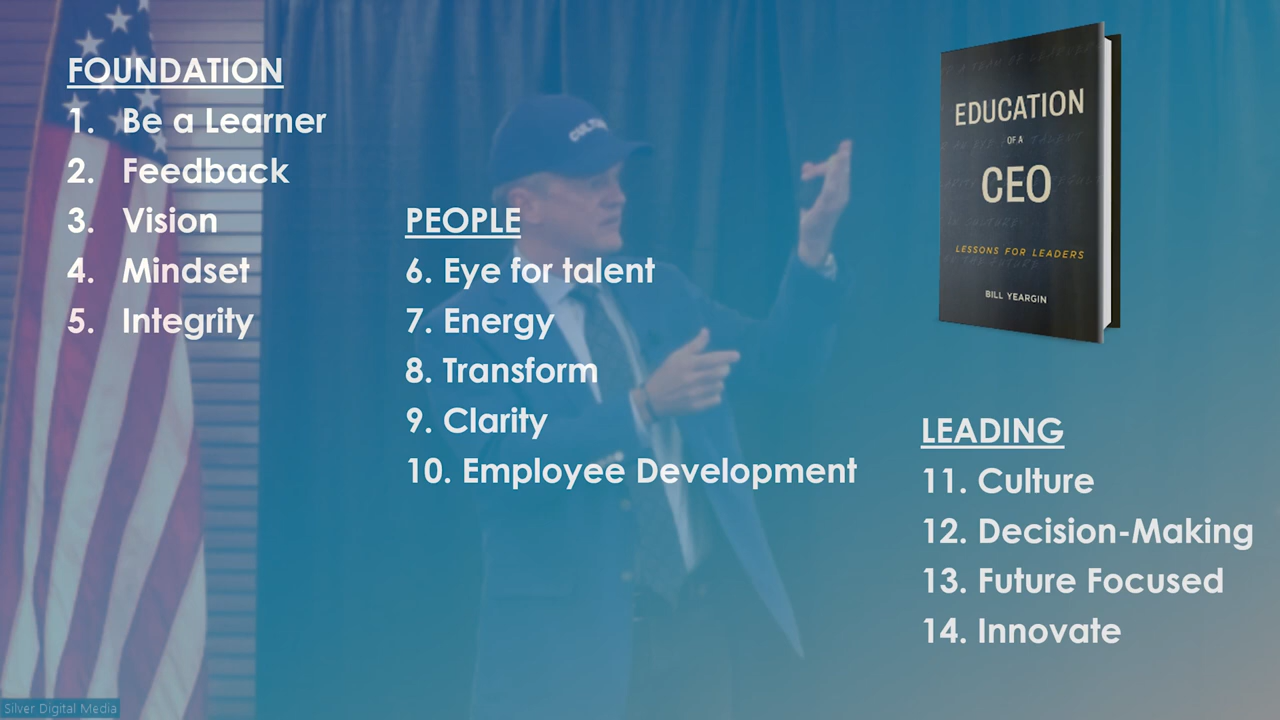 FOUNDATION
1. Be a Learner
2. Feedback
3. Vision
4. Mindset
5. Integrity
PEOPLE
6. Eye for talent
7. Energy
8. Transform
9. Clarity
10. Employee Development
EDUCATION
OF A
CEO
LESSONS FOR LEADERS
BILL YEARGIN
LEADING
11. Culture
12. Decision-Making
13. Future Focused
14. Innovate
Silver Digital Media